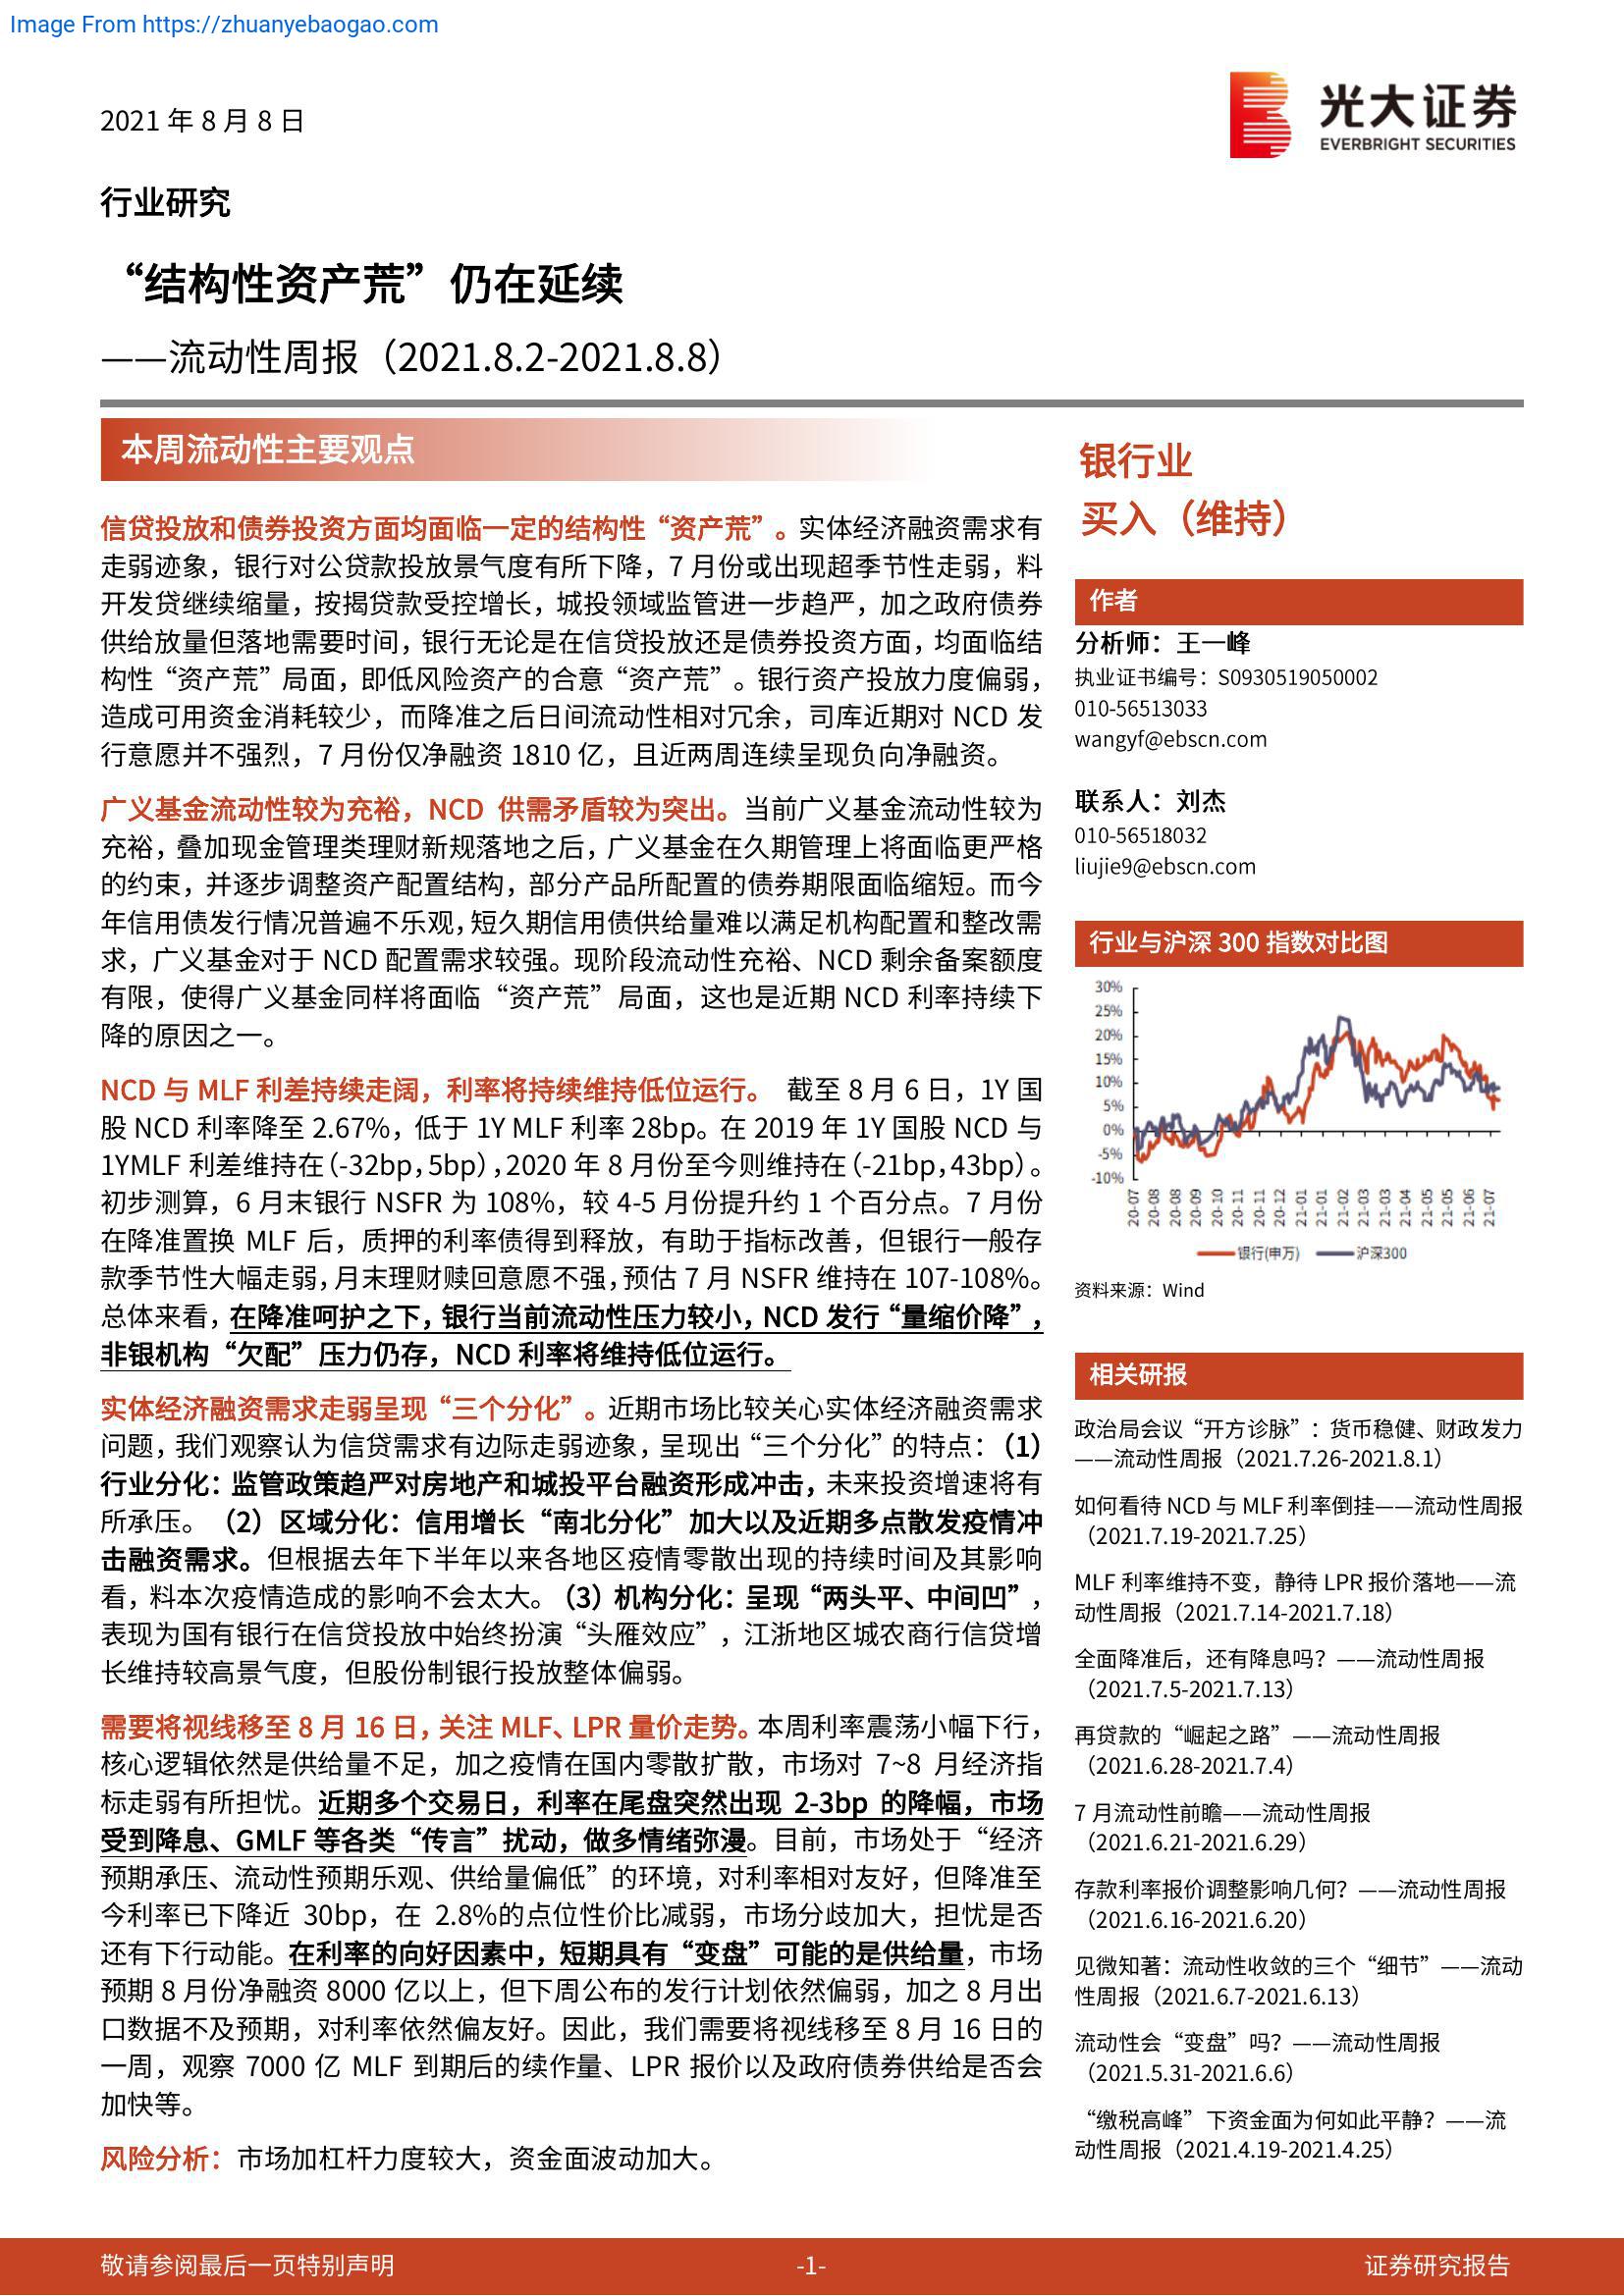 Image From https://zhuanyebaogao.com
2021 年 8 月 8 日
光大证券
EVERBRIGHT SECURITIES
行业研究
“结构性资产荒”仍在延续
——流动性周报（2021.8.2-2021.8.8）
本周流动性主要观点
信贷投放和债券投资方面均面临一定的结构性“资产荒”。实体经济融资需求有
走弱迹象，银行对公贷款投放景气度有所下降，7 月份或出现超季节性走弱，料
开发贷继续缩量，按揭贷款受控增长，城投领域监管进一步趋严，加之政府债券
供给放量但落地需要时间，银行无论是在信贷投放还是债券投资方面，均面临结
构性“资产荒”局面，即低风险资产的合意“资产荒”。银行资产投放力度偏弱，
造成可用资金消耗较少，而降准之后日间流动性相对冗余，司库近期对 NCD 发
行意愿并不强烈，7 月份仅净融资 1810 亿，且近两周连续呈现负向净融资。
广义基金流动性较为充裕，NCD 供需矛盾较为突出。当前广义基金流动性较为
充裕，叠加现金管理类理财新规落地之后，广义基金在久期管理上将面临更严格
的约束，并逐步调整资产配置结构，部分产品所配置的债券期限面临缩短。而今
年信用债发行情况普遍不乐观，短久期信用债供给量难以满足机构配置和整改需
求，广义基金对于 NCD 配置需求较强。现阶段流动性充裕、NCD 剩余备案额度
有限，使得广义基金同样将面临“资产荒”局面，这也是近期 NCD 利率持续下
降的原因之一。
NCD 与 MLF 利差持续走阔，利率将持续维持低位运行。 截至 8 月 6 日，1Y 国
股 NCD 利率降至 2.67%，低于 1Y MLF 利率 28bp。在 2019 年 1Y 国股 NCD 与
1YMLF 利差维持在（-32bp，5bp），2020 年 8 月份至今则维持在（-21bp，43bp）。
初步测算，6 月末银行 NSFR 为 108%，较 4-5 月份提升约 1 个百分点。7 月份
在降准置换 MLF 后，质押的利率债得到释放，有助于指标改善，但银行一般存
款季节性大幅走弱，月末理财赎回意愿不强，预估 7 月 NSFR 维持在 107-108%。
总体来看，在降准呵护之下，银行当前流动性压力较小，NCD 发行“量缩价降”，
非银机构“欠配”压力仍存，NCD 利率将维持低位运行。
实体经济融资需求走弱呈现“三个分化”。近期市场比较关心实体经济融资需求
问题，我们观察认为信贷需求有边际走弱迹象，呈现出“三个分化”的特点：（1）
行业分化：监管政策趋严对房地产和城投平台融资形成冲击，未来投资增速将有
所承压。（2）区域分化：信用增长“南北分化”加大以及近期多点散发疫情冲
击融资需求。但根据去年下半年以来各地区疫情零散出现的持续时间及其影响
看，料本次疫情造成的影响不会太大。（3）机构分化：呈现“两头平、中间凹”，
表现为国有银行在信贷投放中始终扮演“头雁效应”，江浙地区城农商行信贷增
长维持较高景气度，但股份制银行投放整体偏弱。
需要将视线移至 8 月 16 日，关注 MLF、LPR 量价走势。本周利率震荡小幅下行，
核心逻辑依然是供给量不足，加之疫情在国内零散扩散，市场对 7~8 月经济指
标走弱有所担忧。近期多个交易日，利率在尾盘突然出现 2-3bp 的降幅，市场
受到降息、GMLF 等各类“传言”扰动，做多情绪弥漫。目前，市场处于“经济
预期承压、流动性预期乐观、供给量偏低”的环境，对利率相对友好，但降准至
今利率已下降近 30bp，在 2.8%的点位性价比减弱，市场分歧加大，担忧是否
还有下行动能。在利率的向好因素中，短期具有“变盘”可能的是供给量，市场
预期 8 月份净融资 8000 亿以上，但下周公布的发行计划依然偏弱，加之 8 月出
口数据不及预期，对利率依然偏友好。因此，我们需要将视线移至 8 月 16 日的
一周，观察 7000 亿 MLF 到期后的续作量、LPR 报价以及政府债券供给是否会
加快等。
风险分析：市场加杠杆力度较大，资金面波动加大。
银行业
买入（维持）
作者
分析师：王一峰
执业证书编号：S0930519050002
010-56513033
wangyf@ebscn.com
联系人：刘杰
010-56518032
liujie9@ebscn.com
行业与沪深 300 指数对比图
30%
25%
20%
15%
10%
5%
0%
-5%
-10%
20-07 20-08 20-08 20-09 20-10 20-11 20-11 20-12 21-01 21-01 21-02 21-03 21-03 21-04 21-05 21-05 21-06 21-07
银行(申万) 沪深300
资料来源：Wind
相关研报
政治局会议“开方诊脉”：货币稳健、财政发力
——流动性周报（2021.7.26-2021.8.1）
如何看待 NCD 与 MLF 利率倒挂——流动性周报
（2021.7.19-2021.7.25）
MLF 利率维持不变，静待 LPR 报价落地——流
动性周报（2021.7.14-2021.7.18）
全面降准后，还有降息吗？——流动性周报
（2021.7.5-2021.7.13）
再贷款的“崛起之路”——流动性周报
（2021.6.28-2021.7.4）
7 月流动性前瞻——流动性周报
（2021.6.21-2021.6.29）
存款利率报价调整影响几何？——流动性周报
（2021.6.16-2021.6.20）
见微知著：流动性收敛的三个“细节”——流动
性周报（2021.6.7-2021.6.13）
流动性会“变盘”吗？——流动性周报
（2021.5.31-2021.6.6）
“缴税高峰”下资金面为何如此平静？——流
动性周报（2021.4.19-2021.4.25）
敬请参阅最后一页特别声明
-1-
证券研究报告